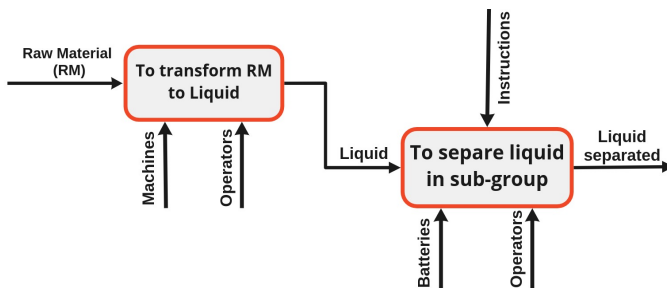 Raw Material
(RM)
To transform RM
to Liquid
Machines
Operators
Instructions
Liquid
To separe liquid
in sub-group
Liquid
separated
Batteries
Operators